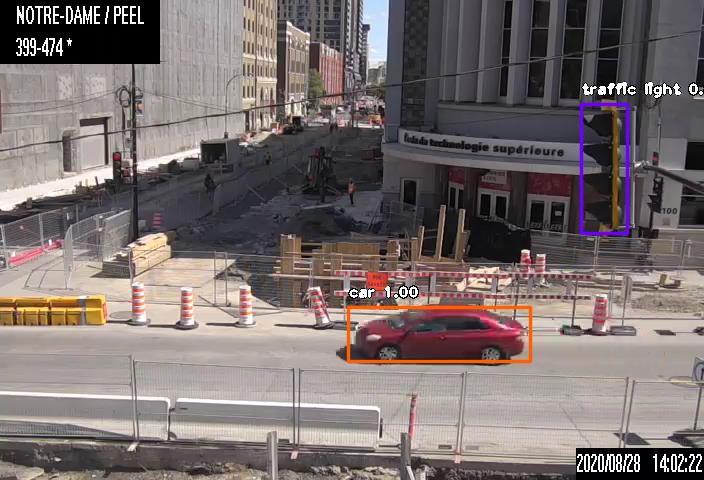 NOTRE-DAME / PEEL
399-474 *
traffic light 0.
École de technologie supérieure
100
car 1.00
2020/08/28 14:02:22